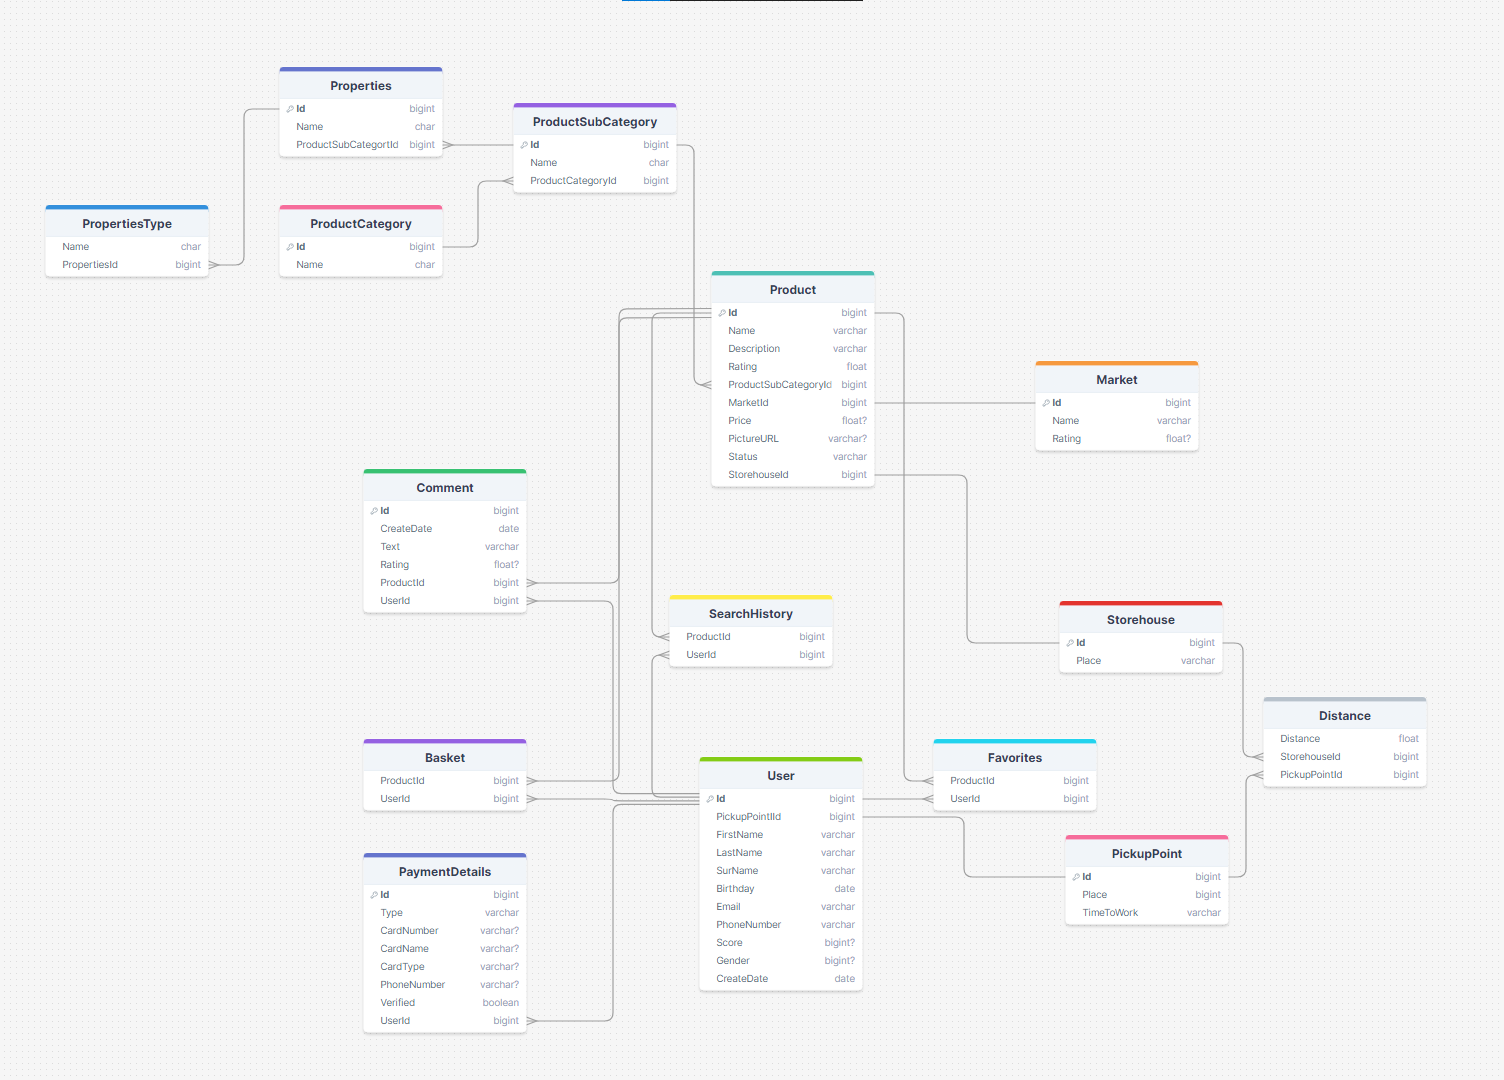 Properties
Id bigint
Name char
ProductSubCategortId bigint
ProductSubCategory
Id bigint
Name char
ProductCategoryId bigint
PropertiesType
Name char
PropertiesId bigint
ProductCategory
Id bigint
Name char
Product
Id bigint
Name varchar
Description varchar
Rating float
ProductSubCategoryId bigint
MarketId bigint
Price float?
PictureURL varchar?
Status varchar
StorehouseId bigint
Market
Id bigint
Name varchar
Rating float?
Comment
Id bigint
CreateDate date
Text varchar
Rating float?
ProductId bigint
UserId bigint
SearchHistory
ProductId bigint
UserId bigint
Storehouse
Id bigint
Place varchar
Distance
Distance float
StorehouseId bigint
PickupPointId bigint
Basket
ProductId bigint
UserId bigint
User
Id bigint
PickupPointIId bigint
FirstName varchar
LastName varchar
SurName varchar
Birthday date
Email varchar
PhoneNumber varchar
Score bigint?
Gender bigint?
CreateDate date
Favorites
ProductId bigint
UserId bigint
PickupPoint
Id bigint
Place bigint
TimeToWork varchar
PaymentDetails
Id bigint
Type varchar
CardNumber varchar?
CardName varchar?
CardType varchar?
PhoneNumber varchar?
Verified boolean
UserId bigint